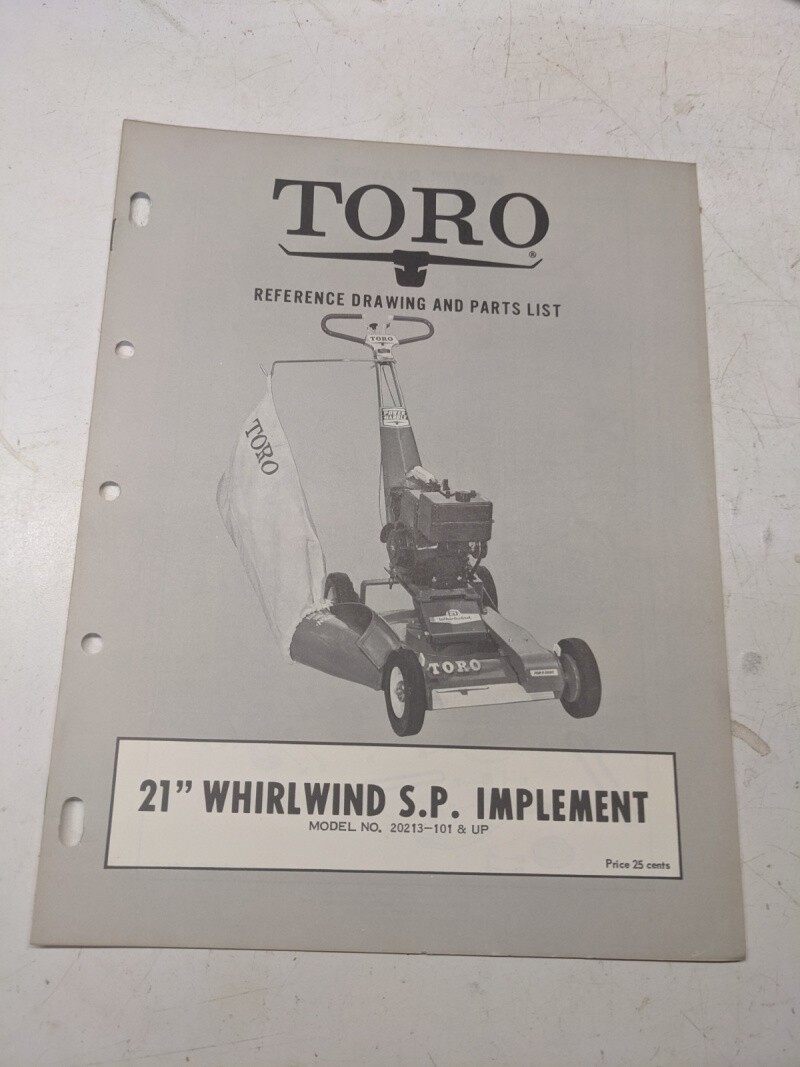 TORO
®
REFERENCE DRAWING AND PARTS LIST
TORO
TORO
Whirlwind
TORO
21” WHIRLWIND S.P. IMPLEMENT
MODEL NO. 20213-101 & UP
Price 25 cents